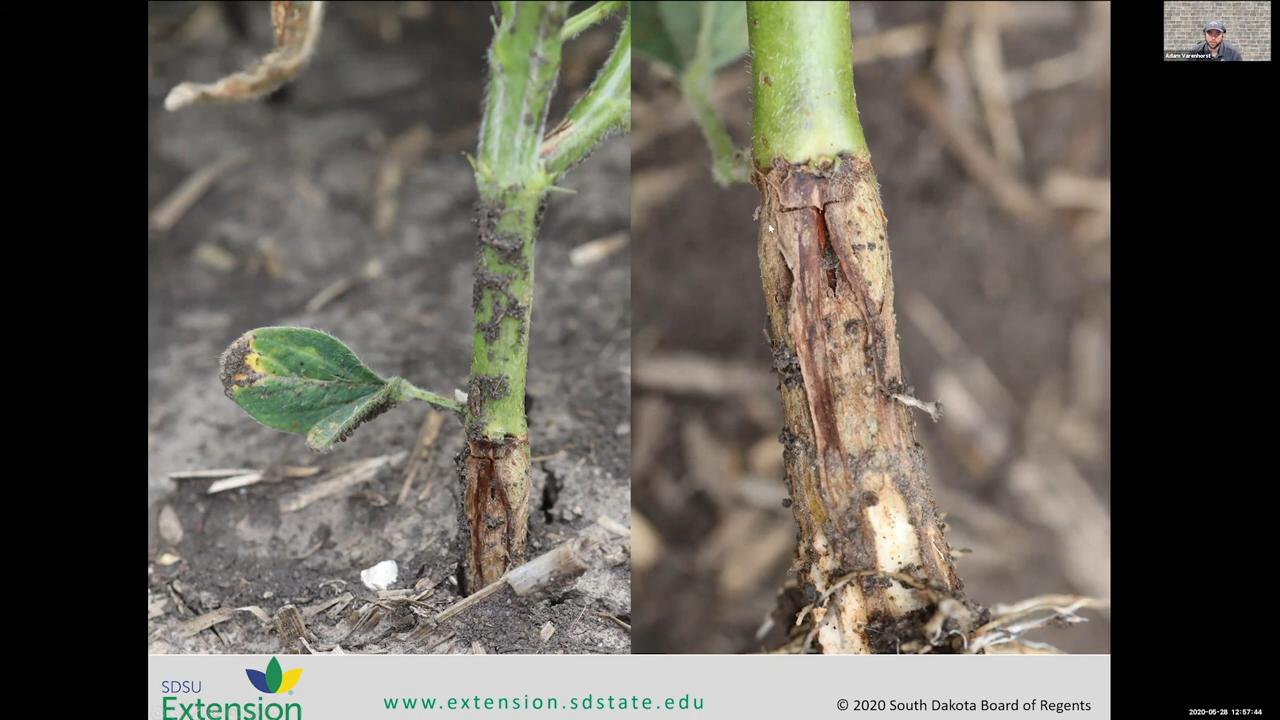 Adam Varenhorst
SDSU
Extension
www.extension.sdstate.edu
© 2020 South Dakota Board of Regents
2020-05-28 12:57:44